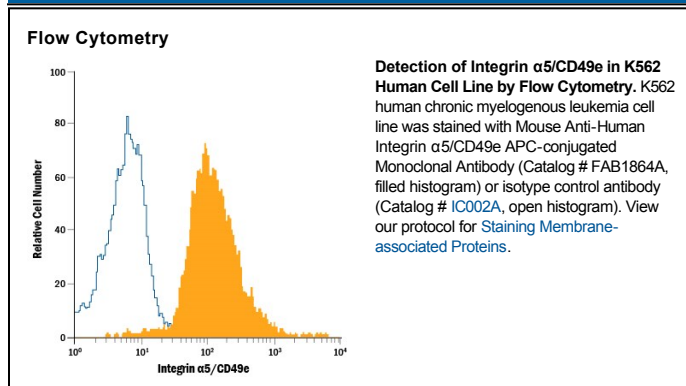 Flow Cytometry
Relative Cell Number
100
80
60
40
20
0
10⁰
10¹
10²
10³
10⁴
Integrin α5/CD49e
Detection of Integrin α5/CD49e in K562
Human Cell Line by Flow Cytometry. K562
human chronic myelogenous leukemia cell
line was stained with Mouse Anti-Human
Integrin α5/CD49e APC-conjugated
Monoclonal Antibody (Catalog # FAB1864A,
filled histogram) or isotype control antibody
(Catalog # IC002A, open histogram). View
our protocol for Staining Membrane-
associated Proteins.